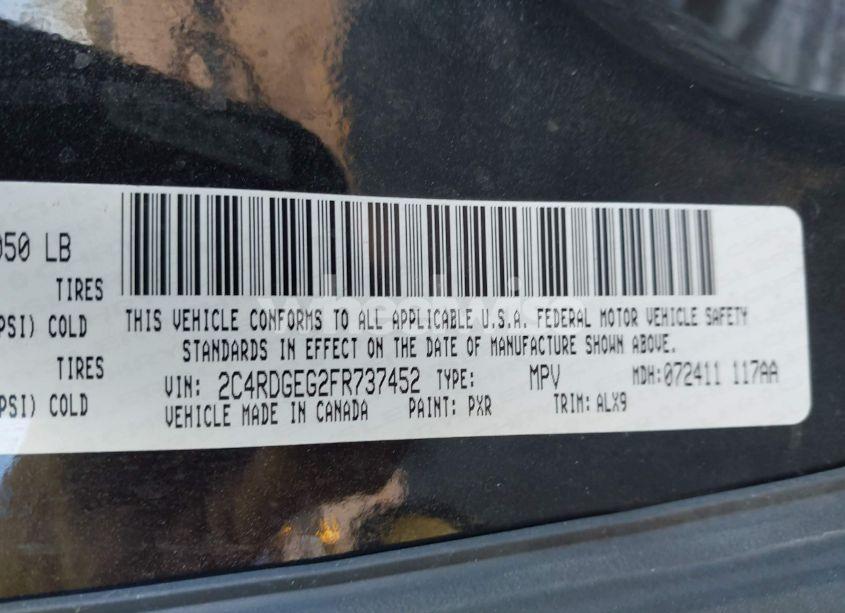 050 LB
TIRES
PSI) COLD
TIRES
PSI) COLD
THIS VEHICLE CONFORMS TO ALL APPLICABLE U.S.A. FEDERAL MOTOR VEHICLE SAFETY
STANDARDS IN EFFECT ON THE DATE OF MANUFACTURE SHOWN ABOVE.
VIN: 2C4RDGEG2FR737452 TYPE: MPV MDH:072411 117AA
VEHICLE MADE IN CANADA PAINT: PXR TRIM: ALX9